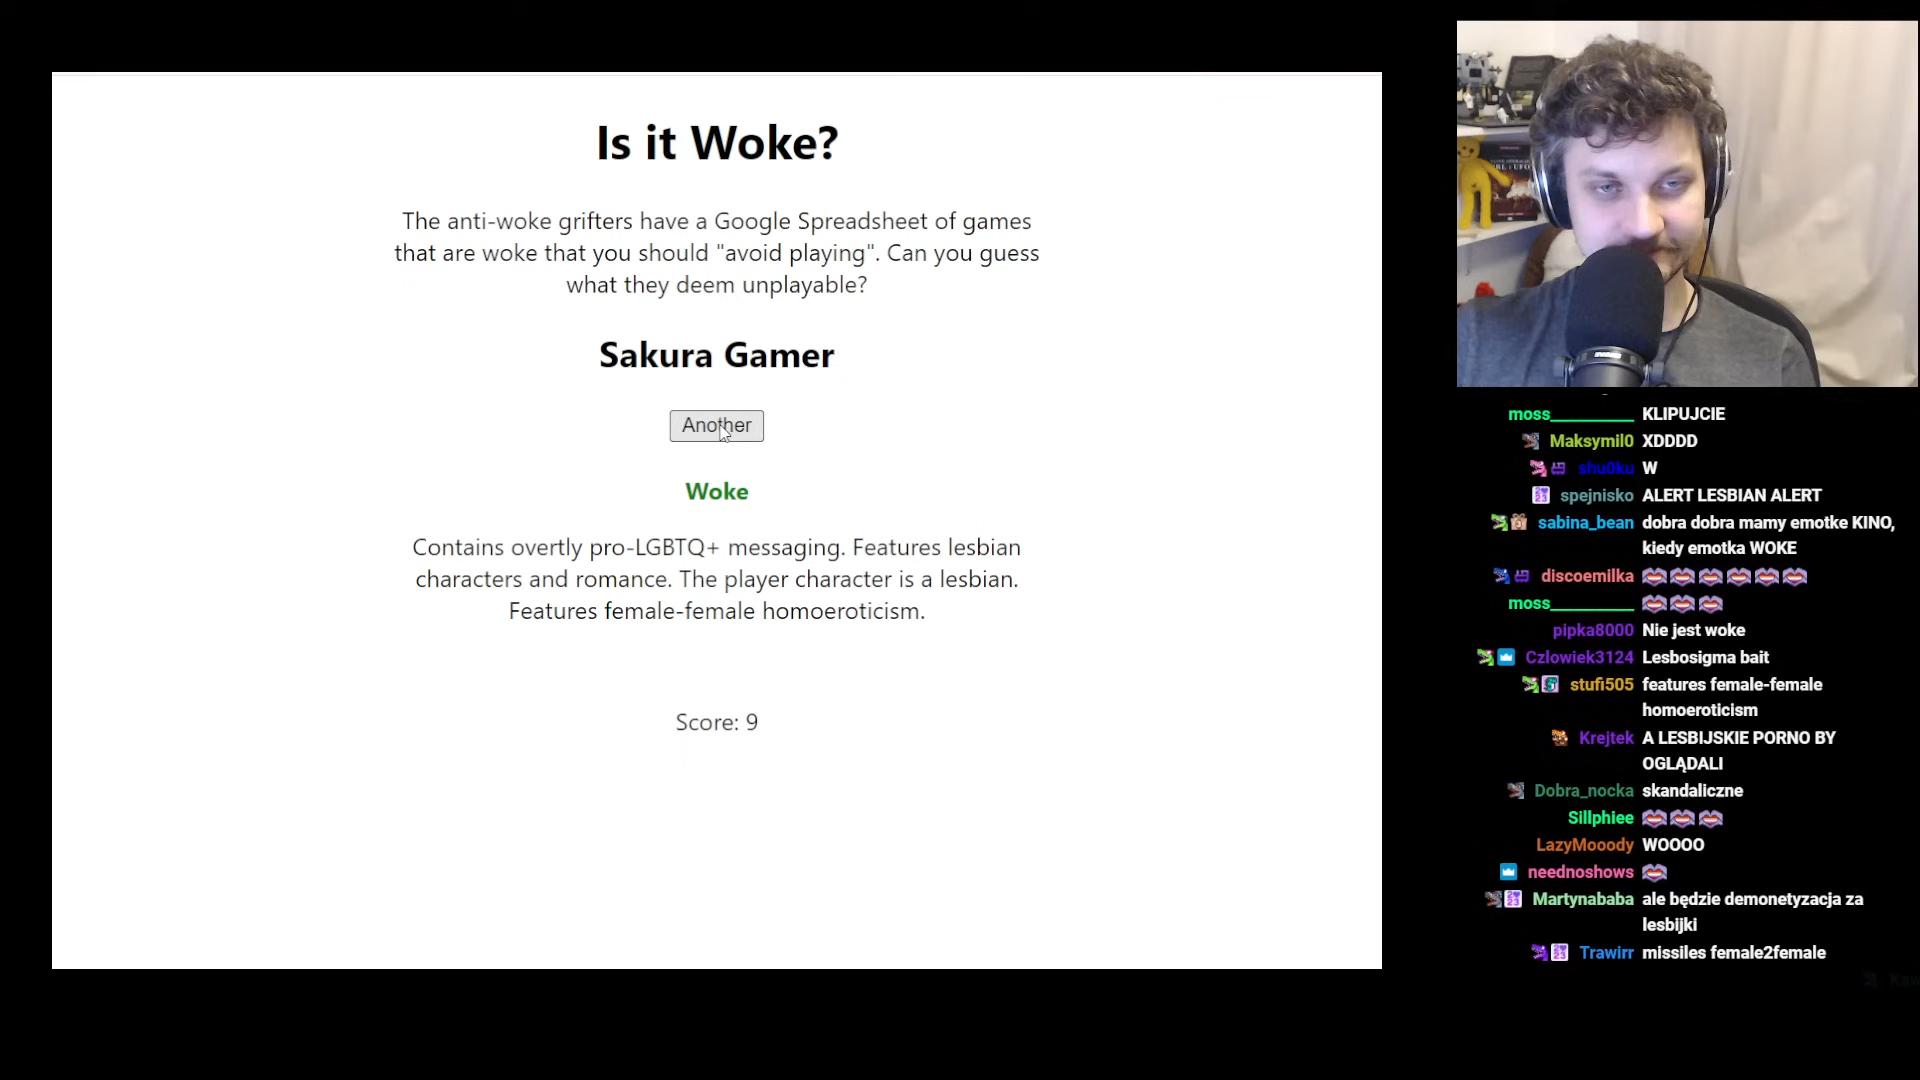 Is it Woke?
The anti-woke grifters have a Google Spreadsheet of games
that are woke that you should "avoid playing". Can you guess
what they deem unplayable?
Sakura Gamer
Another
Woke
Contains overtly pro-LGBTQ+ messaging. Features lesbian
characters and romance. The player character is a lesbian.
Features female-female homoeroticism.
Score: 9
moss__________ KLIPUJCIE
Maksymil0 XDDDD
shu0ku W
spejnisko ALERT LESBIAN ALERT
sabina_bean dobra dobra mamy emotke KINO,
kiedy emotka WOKE
discoemilka
moss__________
pipka8000 Nie jest woke
Czlowiek3124 Lesbosigma bait
stufi505 features female-female
homoeroticism
Krejtek A LESBIJSKIE PORNO BY
OGLĄDALI
Dobra_nocka skandaliczne
Sillphiee
LazyMooody WOOOO
neednoshows
Martynababa ale będzie demonetyzacja za
lesbijki
Trawirr missiles female2female